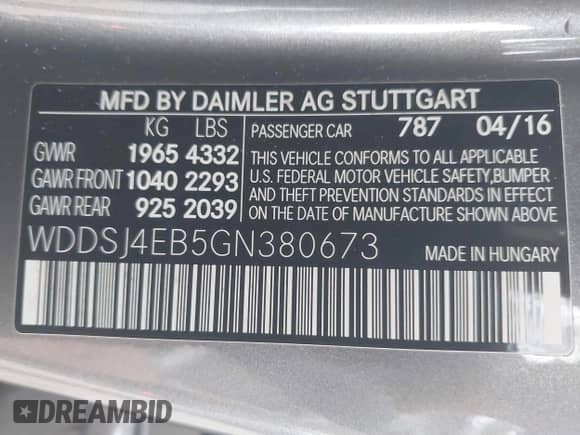 MFD BY DAIMLER AG STUTTGART
KG LBS
GVWR 1965 4332
GAWR FRONT 1040 2293
GAWR REAR 925 2039
PASSENGER CAR 787 04/16
THIS VEHICLE CONFORMS TO ALL APPLICABLE
U.S. FEDERAL MOTOR VEHICLE SAFETY,BUMPER
AND THEFT PREVENTION STANDARDS IN EFFECT
ON THE DATE OF MANUFACTURE SHOWN ABOVE
WDDSJ4EB5GN380673 MADE IN HUNGARY
DREAMBID